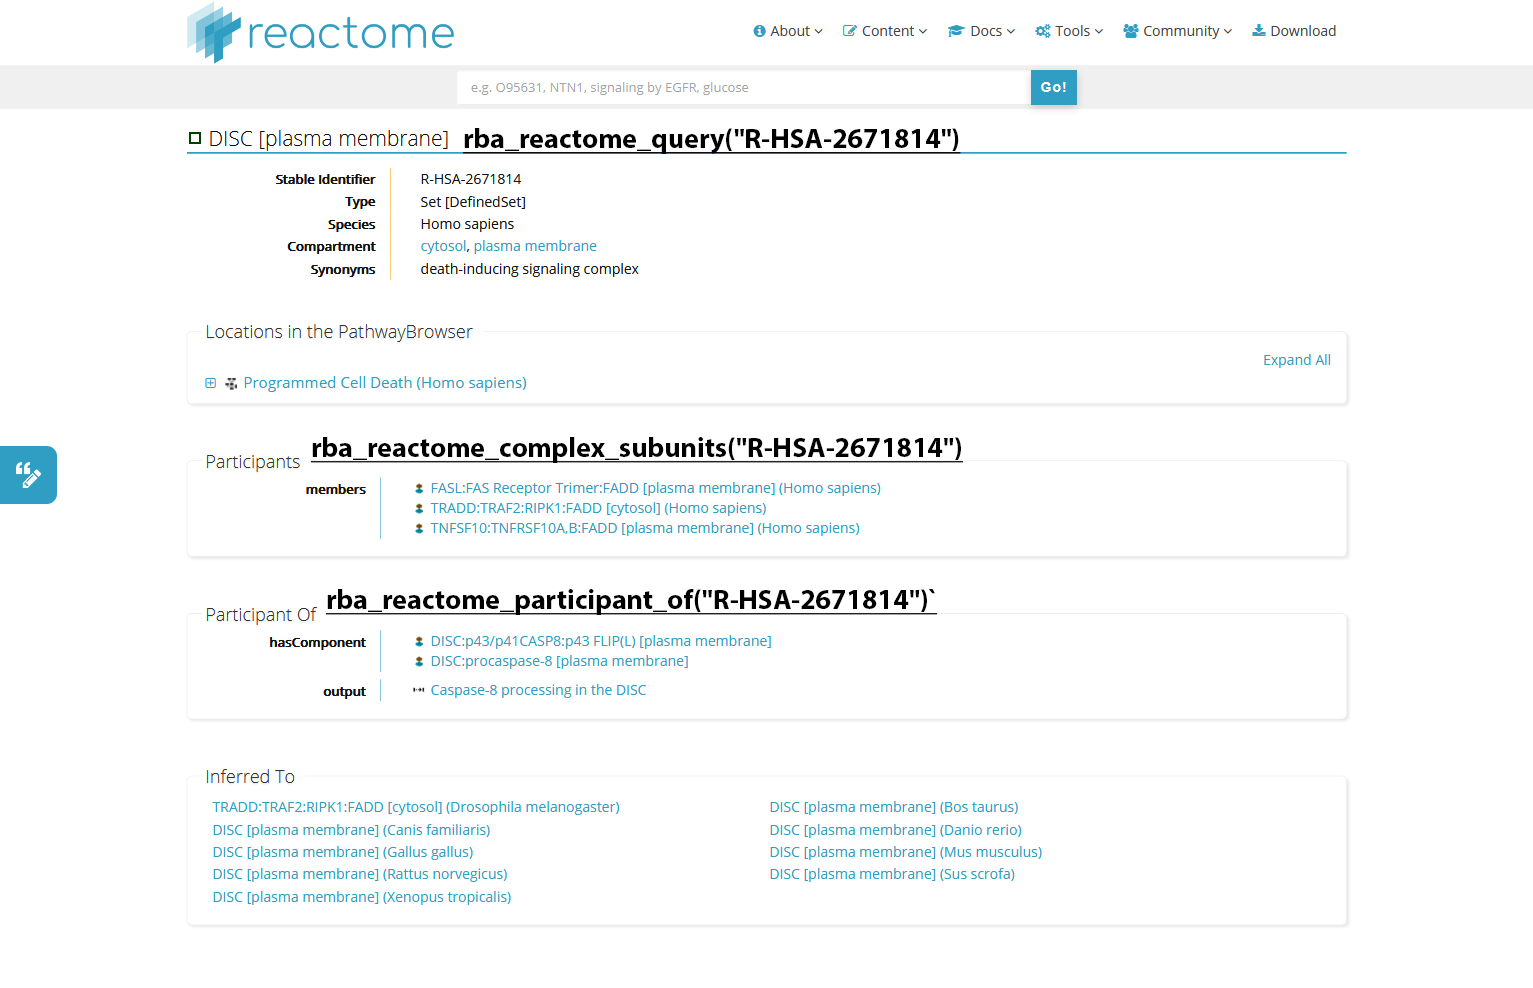 reactome
About Content Docs Tools Community Download
e.g. O95631, NTN1, signaling by EGFR, glucose Go!
DISC [plasma membrane] rba_reactome_query("R-HSA-2671814")
Stable Identifier R-HSA-2671814
Type Set [DefinedSet]
Species Homo sapiens
Compartment cytosol, plasma membrane
Synonyms death-inducing signaling complex
Locations in the PathwayBrowser
Expand All
Programmed Cell Death (Homo sapiens)
Participants rba_reactome_complex_subunits("R-HSA-2671814")
members FASL:FAS Receptor Trimer:FADD [plasma membrane] (Homo sapiens)
TRADD:TRAF2:RIPK1:FADD [cytosol] (Homo sapiens)
TNFSF10:TNFRSF10A,B:FADD [plasma membrane] (Homo sapiens)
Participant Of rba_reactome_participant_of("R-HSA-2671814")`
hasComponent DISC:p43/p41CASP8:p43 FLIP(L) [plasma membrane]
DISC:procaspase-8 [plasma membrane]
output Caspase-8 processing in the DISC
Inferred To
TRADD:TRAF2:RIPK1:FADD [cytosol] (Drosophila melanogaster) DISC [plasma membrane] (Bos taurus)
DISC [plasma membrane] (Canis familiaris) DISC [plasma membrane] (Danio rerio)
DISC [plasma membrane] (Gallus gallus) DISC [plasma membrane] (Mus musculus)
DISC [plasma membrane] (Rattus norvegicus) DISC [plasma membrane] (Sus scrofa)
DISC [plasma membrane] (Xenopus tropicalis)